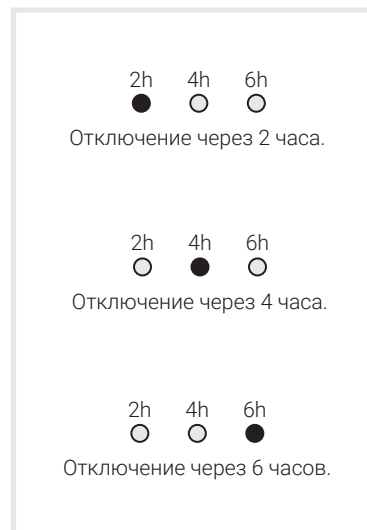 2h 4h 6h
Отключение через 2 часа.
2h 4h 6h
Отключение через 4 часа.
2h 4h 6h
Отключение через 6 часов.